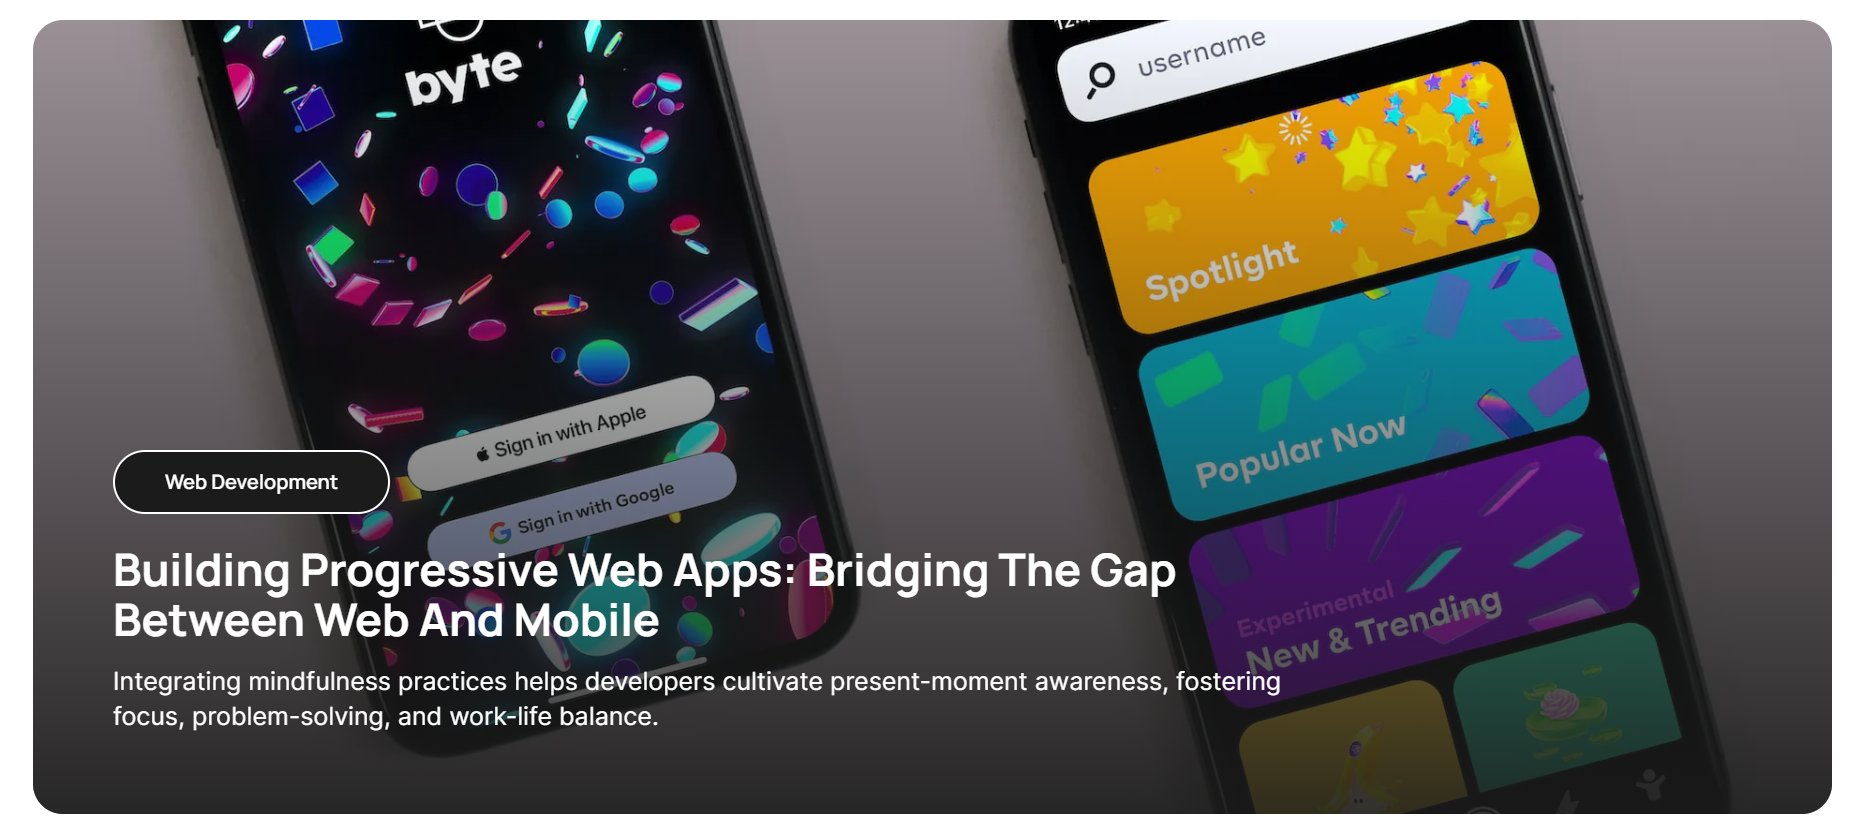 byte
username
Spotlight
Popular Now
Sign in with Apple
Sign in with Google
Web Development
Experimental
New & Trending
Building Progressive Web Apps: Bridging The Gap
Between Web And Mobile
Integrating mindfulness practices helps developers cultivate present-moment awareness, fostering
focus, problem-solving, and work-life balance.